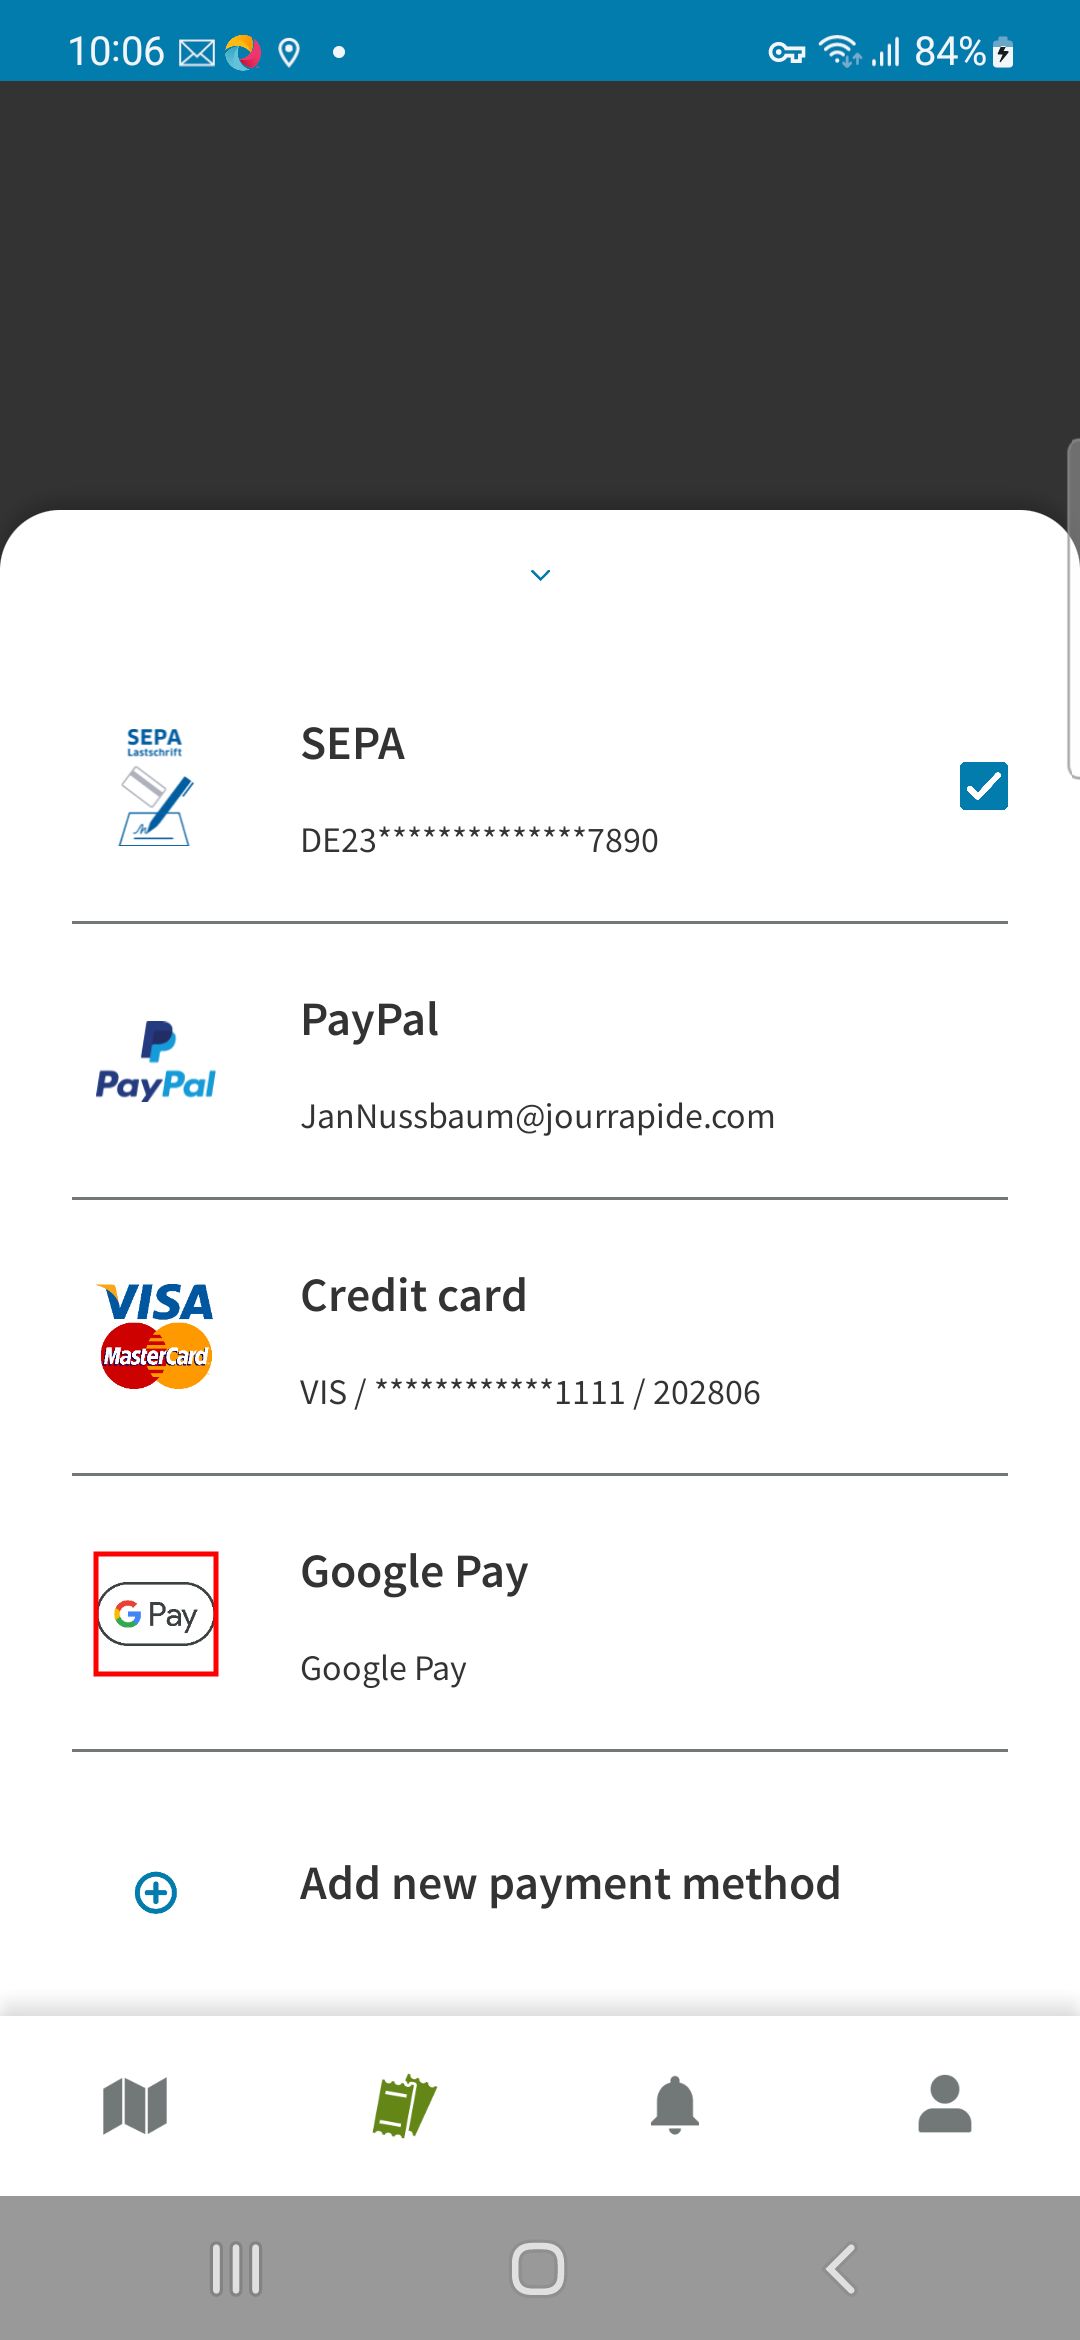 10:06
84%
SEPA
Lastschrift
SEPA
DE23**************7890
PayPal
PayPal
JanNussbaum@jourrapide.com
VISA
MasterCard
Credit card
VIS / ************1111 / 202806
G Pay
Google Pay
Google Pay
Add new payment method